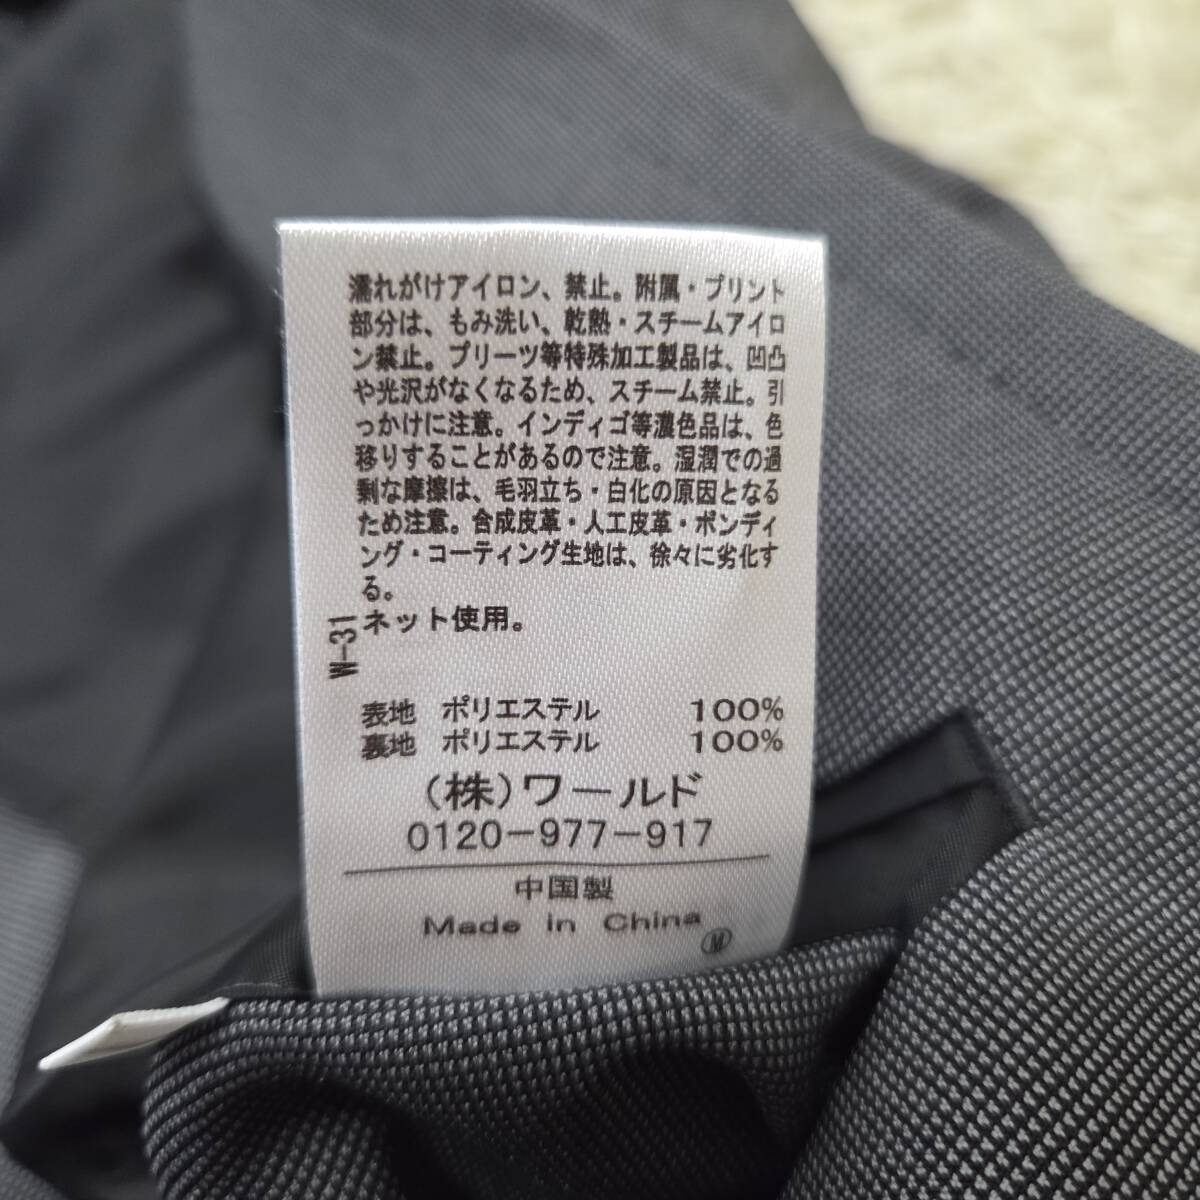 濡れがけアイロン、禁止。附属・プリント
部分は、もみ洗い、乾熱・スチームアイロ
ン禁止。プリーツ等特殊加工製品は、凹凸
や光沢がなくなるため、スチーム禁止。引
っかけに注意。インディゴ等濃色品は、色
移りすることがあるので注意。湿潤での過
剰な摩擦は、毛羽立ち・白化の原因となる
ため注意。合成皮革・人工皮革・ボンディ
ング・コーティング生地は、徐々に劣化す
る。
ネット使用。
W-31
表地 ポリエステル 100%
裏地 ポリエステル 100%
(株)ワールド
0120-977-917
中国製
Made in China
M